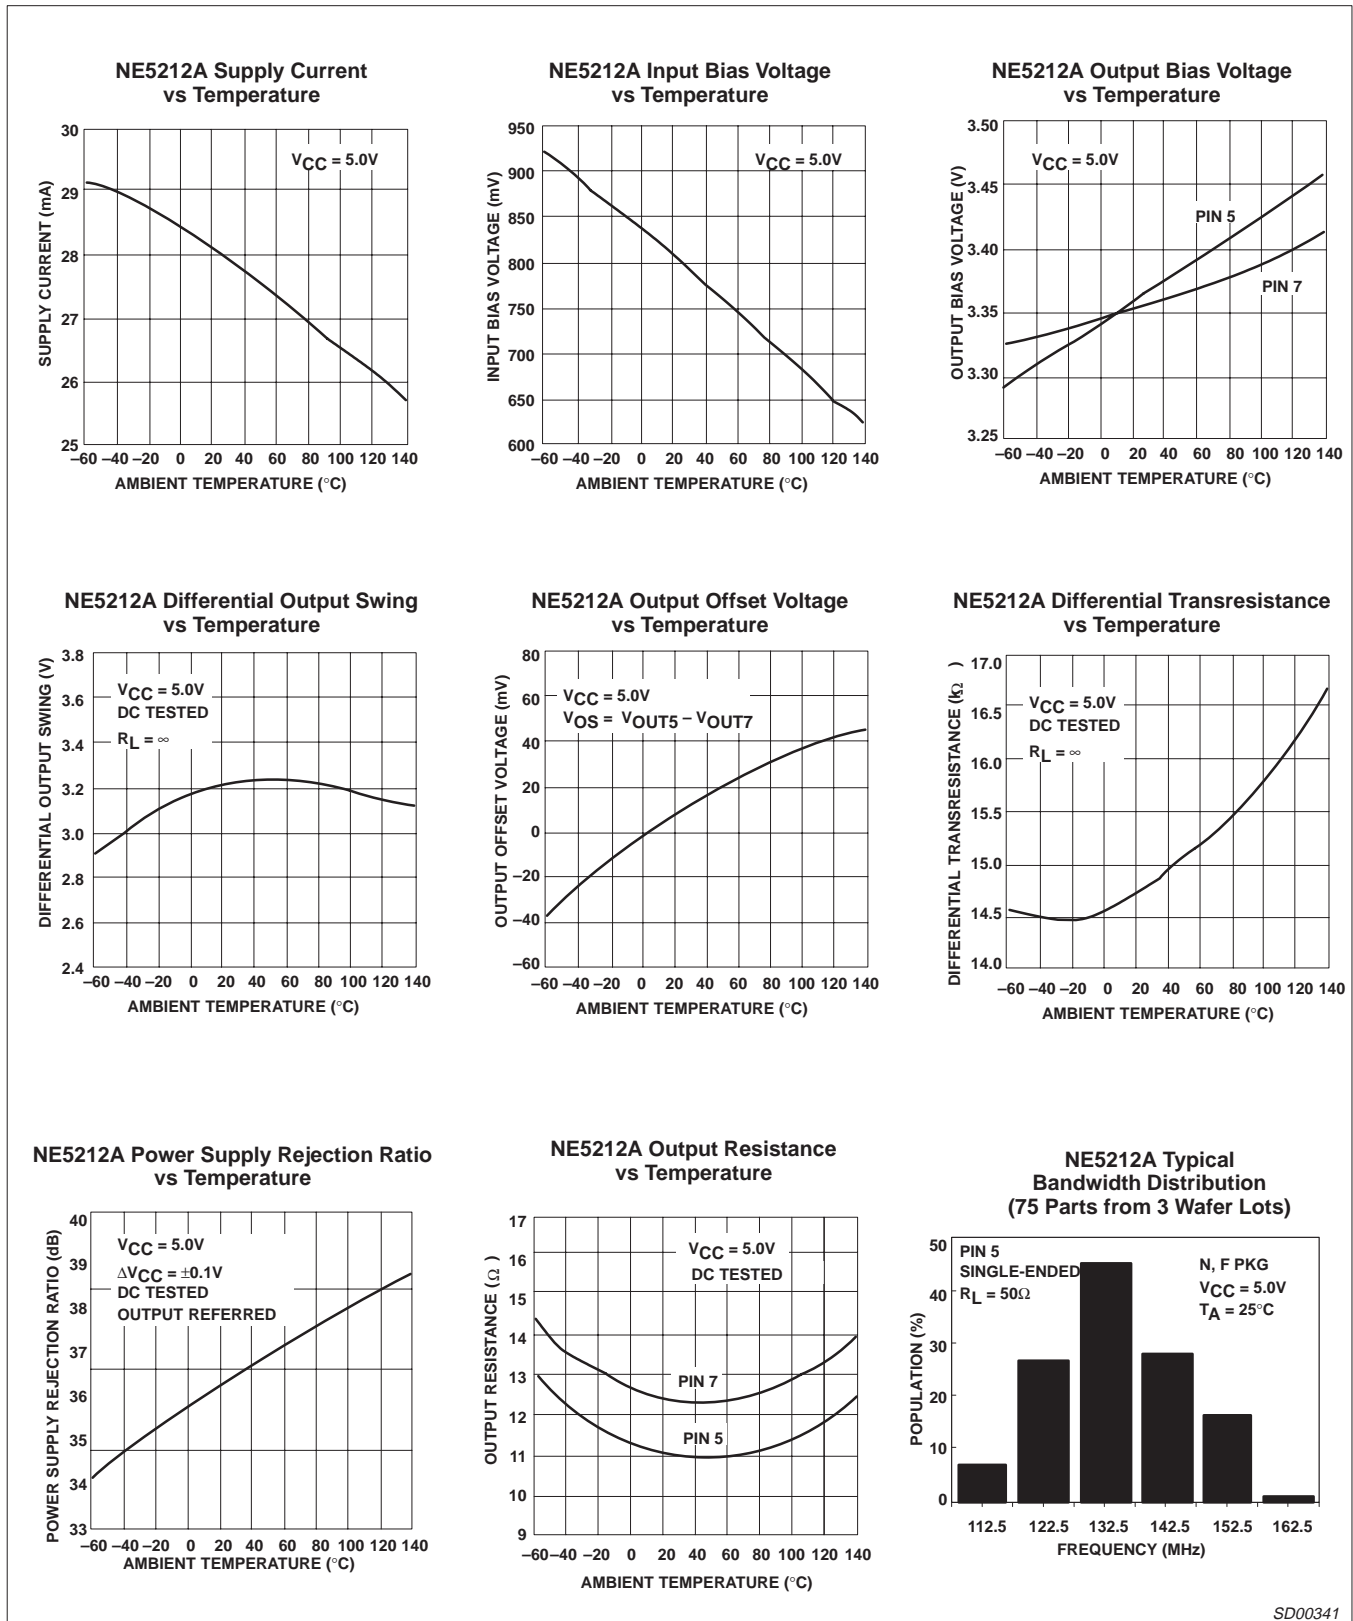 NE5212A Supply Current
vs Temperature
30
29
28
27
26
25
SUPPLY CURRENT (mA)
VCC = 5.0V
–60 –40 –20 0 20 40 60 80 100 120 140
AMBIENT TEMPERATURE (°C)
NE5212A Input Bias Voltage
vs Temperature
950
900
850
800
750
700
650
600
INPUT BIAS VOLTAGE (mV)
VCC = 5.0V
–60 –40 –20 0 20 40 60 80 100 120 140
AMBIENT TEMPERATURE (°C)
NE5212A Output Bias Voltage
vs Temperature
3.50
3.45
3.40
3.35
3.30
3.25
OUTPUT BIAS VOLTAGE (V)
VCC = 5.0V
PIN 5
PIN 7
–60 –40 –20 0 20 40 60 80 100 120 140
AMBIENT TEMPERATURE (°C)
NE5212A Differential Output Swing
vs Temperature
3.8
3.6
3.4
3.2
3.0
2.8
2.6
2.4
DIFFERENTIAL OUTPUT SWING (V)
VCC = 5.0V
DC TESTED
RL = ∞
–60 –40 –20 0 20 40 60 80 100 120 140
AMBIENT TEMPERATURE (°C)
NE5212A Output Offset Voltage
vs Temperature
80
60
40
20
0
–20
–40
–60
OUTPUT OFFSET VOLTAGE (mV)
VCC = 5.0V
VOS = VOUT5 – VOUT7
–60 –40 –20 0 20 40 60 80 100 120 140
AMBIENT TEMPERATURE (°C)
NE5212A Differential Transresistance
vs Temperature
17.0
16.5
16.0
15.5
15.0
14.5
14.0
DIFFERENTIAL TRANSRESISTANCE (kΩ)
VCC = 5.0V
DC TESTED
RL = ∞
–60 –40 –20 0 20 40 60 80 100 120 140
AMBIENT TEMPERATURE (°C)
NE5212A Power Supply Rejection Ratio
vs Temperature
40
39
38
37
36
35
34
33
POWER SUPPLY REJECTION RATIO (dB)
VCC = 5.0V
ΔVCC = ±0.1V
DC TESTED
OUTPUT REFERRED
–60 –40 –20 0 20 40 60 80 100 120 140
AMBIENT TEMPERATURE (°C)
NE5212A Output Resistance
vs Temperature
17
16
15
14
13
12
11
10
9
OUTPUT RESISTANCE (Ω)
VCC = 5.0V
DC TESTED
PIN 7
PIN 5
–60 –40 –20 0 20 40 60 80 100 120 140
AMBIENT TEMPERATURE (°C)
NE5212A Typical
Bandwidth Distribution
(75 Parts from 3 Wafer Lots)
50
40
30
20
10
0
POPULATION (%)
PIN 5
SINGLE-ENDED
RL = 50Ω
N, F PKG
VCC = 5.0V
TA = 25°C
112.5 122.5 132.5 142.5 152.5 162.5
FREQUENCY (MHz)
SD00341